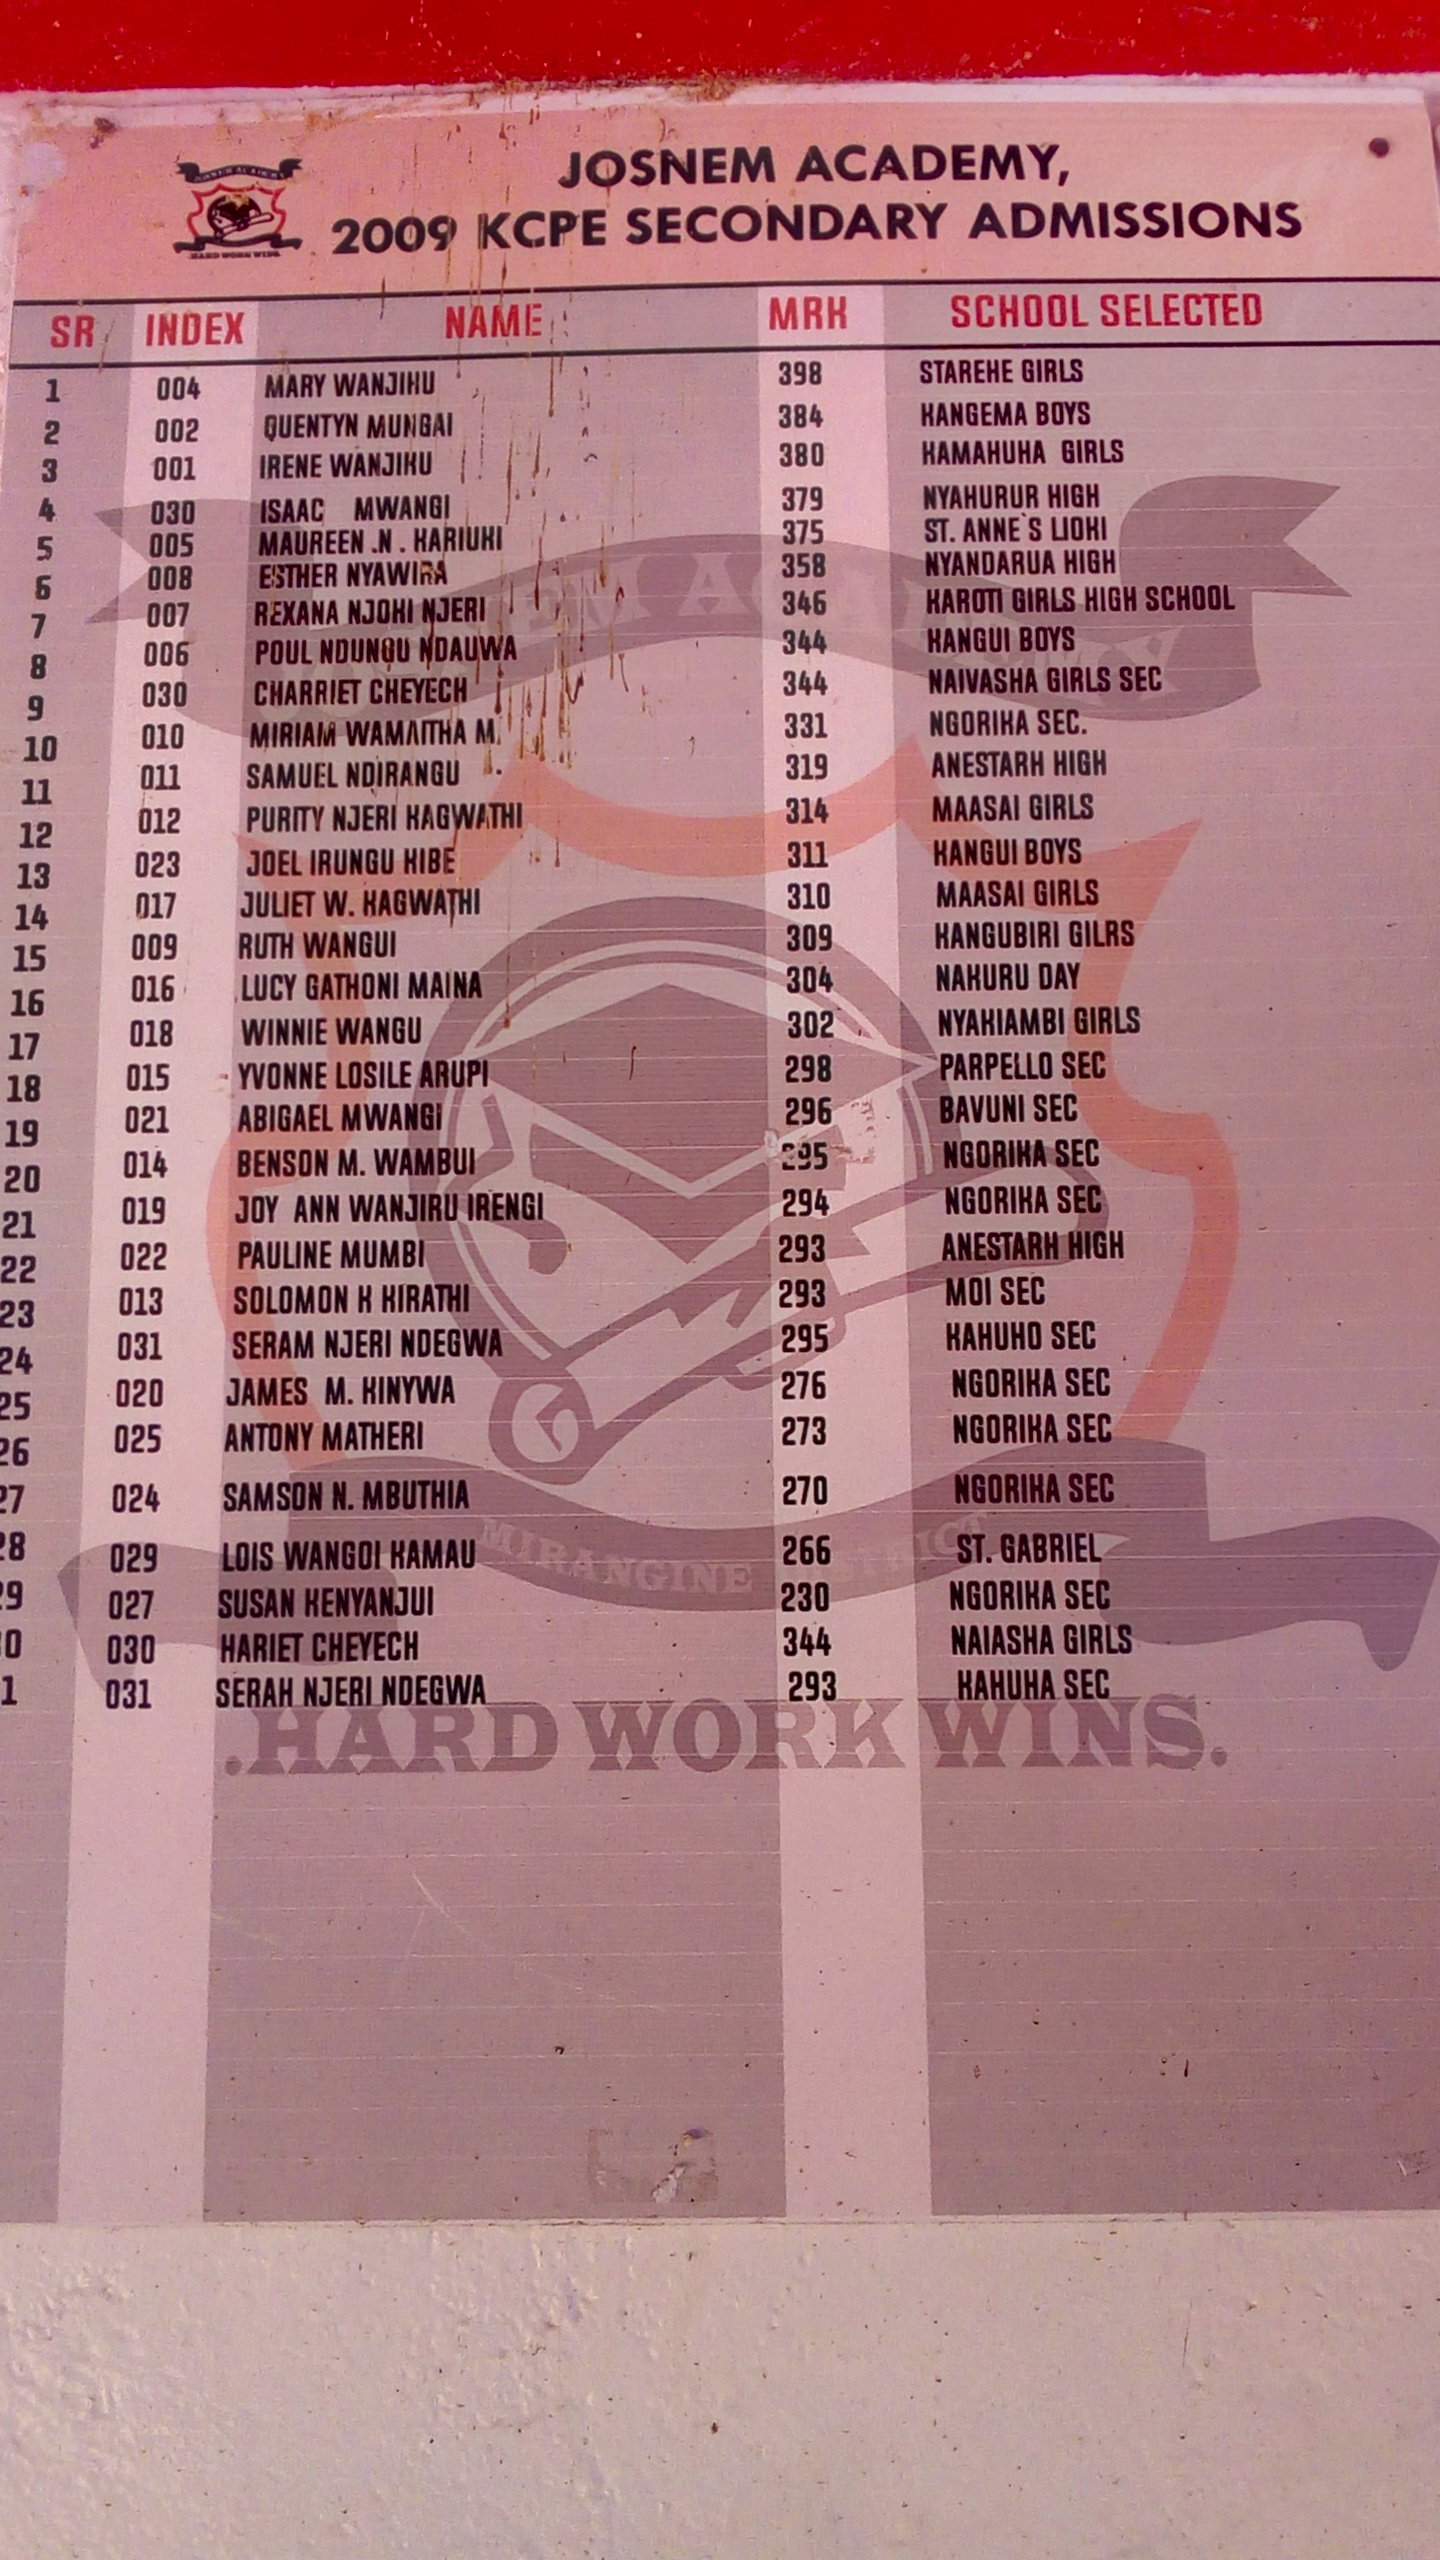 JOSNEM ACADEMY,
2009 KCPE SECONDARY ADMISSIONS
HARD WORK WINS
SR INDEX NAME MRK SCHOOL SELECTED
1 004 MARY WANJIKU 398 STAREHE GIRLS
2 002 QUENTYN MUNGAI 384 KANGEMA BOYS
3 001 IRENE WANJIKU 380 KAMAHUHA GIRLS
4 030 ISAAC MWANGI 379 NYAHURUR HIGH
5 005 MAUREEN .N . KARIUKI 375 ST. ANNE`S LIOKI
6 008 ESTHER NYAWIRA 358 NYANDARUA HIGH
7 007 REXANA NJOKI NJERI 346 KAROTI GIRLS HIGH SCHOOL
8 006 POUL NDUNGU NDAUWA 344 KANGUI BOYS
9 030 CHARRIET CHEYECH 344 NAIVASHA GIRLS SEC
10 010 MIRIAM WAMAITHA M. 331 NGORIKA SEC.
11 011 SAMUEL NDIRANGU 319 ANESTARH HIGH
12 012 PURITY NJERI KAGWATHI 314 MAASAI GIRLS
13 023 JOEL IRUNGU KIBE 311 KANGUI BOYS
14 017 JULIET W. KAGWATHI 310 MAASAI GIRLS
15 009 RUTH WANGUI 309 KANGUBIRI GILRS
16 016 LUCY GATHONI MAINA 304 NAKURU DAY
17 018 WINNIE WANGU 302 NYAKIAMBI GIRLS
18 015 YVONNE LOSILE ARUPI 298 PARPELLO SEC
19 021 ABIGAEL MWANGI 296 BAVUNI SEC
20 014 BENSON M. WAMBUI 295 NGORIKA SEC
21 019 JOY ANN WANJIRU IRENGI 294 NGORIKA SEC
22 022 PAULINE MUMBI 293 ANESTARH HIGH
23 013 SOLOMON K KIRATHI 293 MOI SEC
24 031 SERAM NJERI NDEGWA 295 KAHUHO SEC
25 020 JAMES M. KINYWA 276 NGORIKA SEC
26 025 ANTONY MATHERI 273 NGORIKA SEC
27 024 SAMSON N. MBUTHIA 270 NGORIKA SEC
28 029 LOIS WANGOI KAMAU 266 ST. GABRIEL
29 027 SUSAN KENYANJUI 230 NGORIKA SEC
0 030 HARIET CHEYECH 344 NAIASHA GIRLS
1 031 SERAH NJERI NDEGWA 293 KAHUHA SEC
MIRANGINE
.HARD WORK WINS.